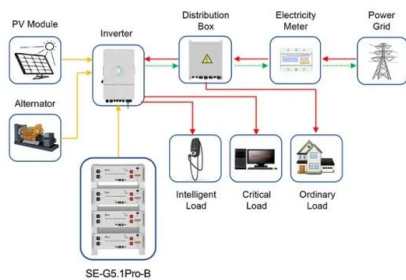 PV Module
Inverter
Distribution
Box
Electricity
Meter
Power
Grid
Alternator
Intelligent
Load
Critical
Load
Ordinary
Load
SE-G5.1Pro-B